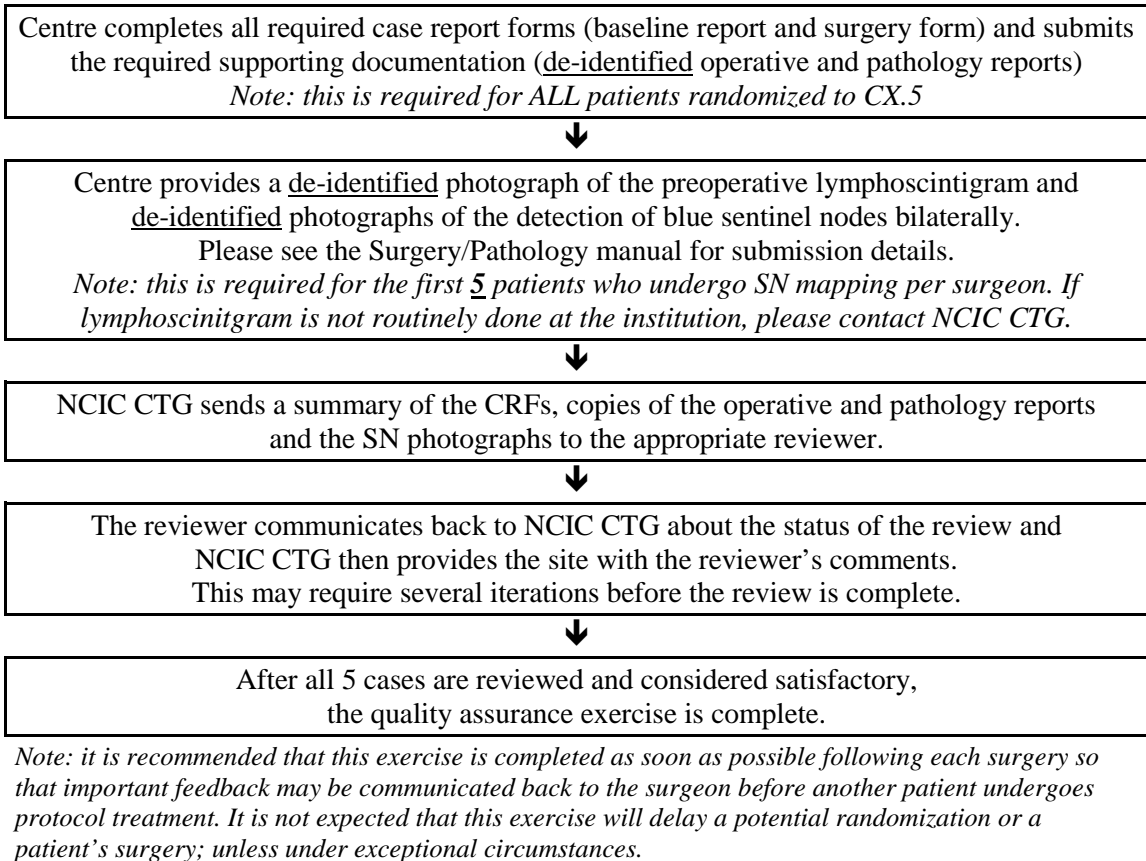 Centre completes all required case report forms (baseline report and surgery form) and submits
the required supporting documentation (de-identified operative and pathology reports)
Note: this is required for ALL patients randomized to CX.5
Centre provides a de-identified photograph of the preoperative lymphoscintigram and
de-identified photographs of the detection of blue sentinel nodes bilaterally.
Please see the Surgery/Pathology manual for submission details.
Note: this is required for the first 5 patients who undergo SN mapping per surgeon. If
lymphoscinitgram is not routinely done at the institution, please contact NCIC CTG.
NCIC CTG sends a summary of the CRFs, copies of the operative and pathology reports
and the SN photographs to the appropriate reviewer.
The reviewer communicates back to NCIC CTG about the status of the review and
NCIC CTG then provides the site with the reviewer’s comments.
This may require several iterations before the review is complete.
After all 5 cases are reviewed and considered satisfactory,
the quality assurance exercise is complete.
Note: it is recommended that this exercise is completed as soon as possible following each surgery so
that important feedback may be communicated back to the surgeon before another patient undergoes
protocol treatment. It is not expected that this exercise will delay a potential randomization or a
patient’s surgery; unless under exceptional circumstances.